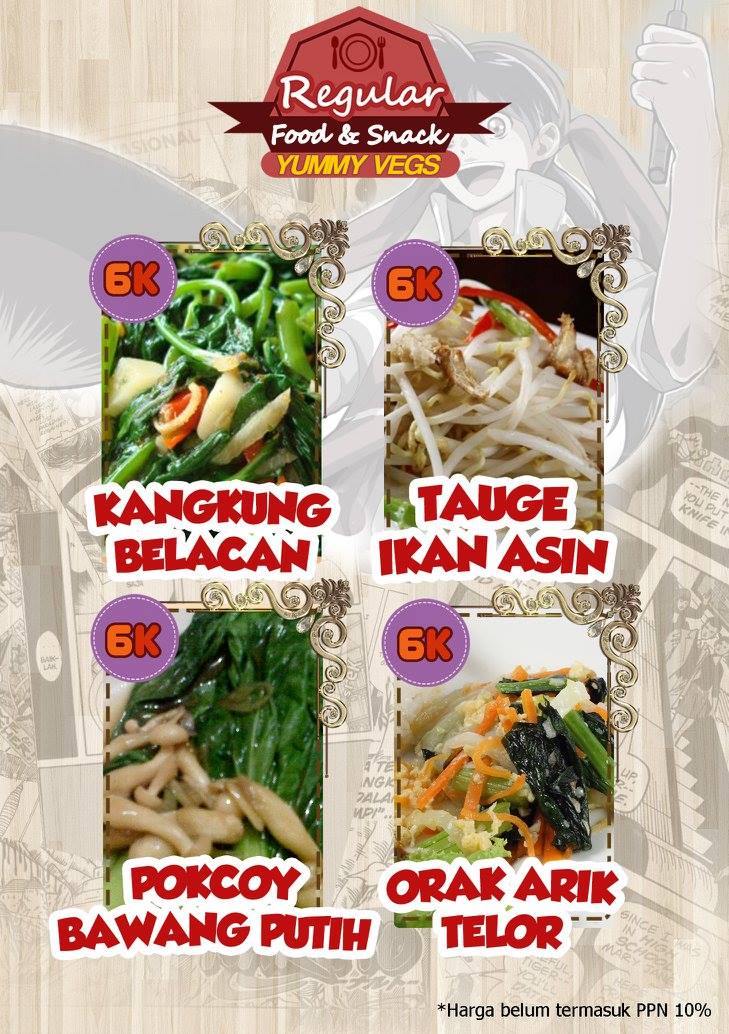 Regular
Food & Snack
YUMMY VEGS
6K
KANGKUNG
BELACAN
6K
TAUGE
IKAN ASIN
6K
POKCOY
BAWANG PUTIH
6K
ORAK ARIK
TELOR
*Harga belum termasuk PPN 10%